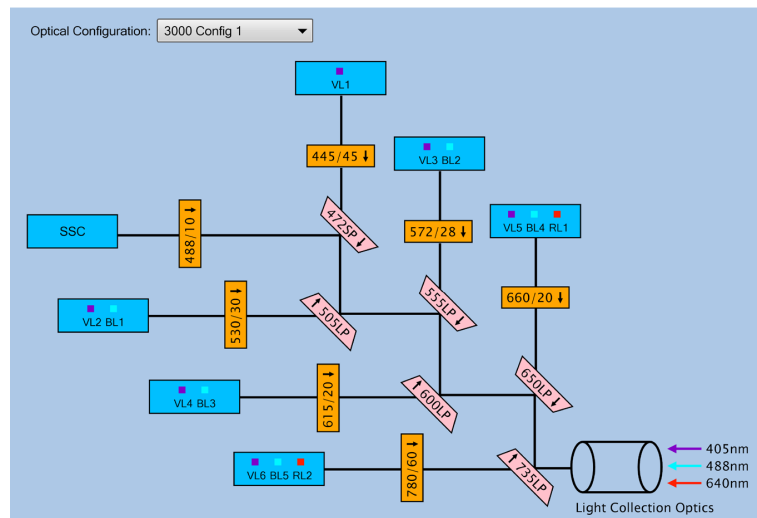 Optical Configuration: 3000 Config 1
VL1
445/45
VL3 BL2
472SP
488/10
SSC
572/28
VL5 BL4 RL1
530/30
VL2 BL1
505LP
555LP
660/20
615/20
VL4 BL3
600LP
650LP
780/60
VL6 BL5 RL2
735LP
405nm
488nm
640nm
Light Collection Optics